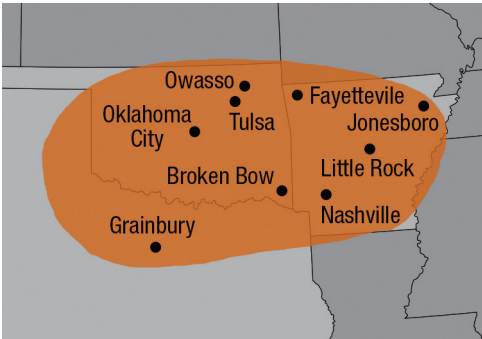 Owasso
Fayettevile
Oklahoma
City
Tulsa
Jonesboro
Little Rock
Broken Bow
Nashville
Grainbury